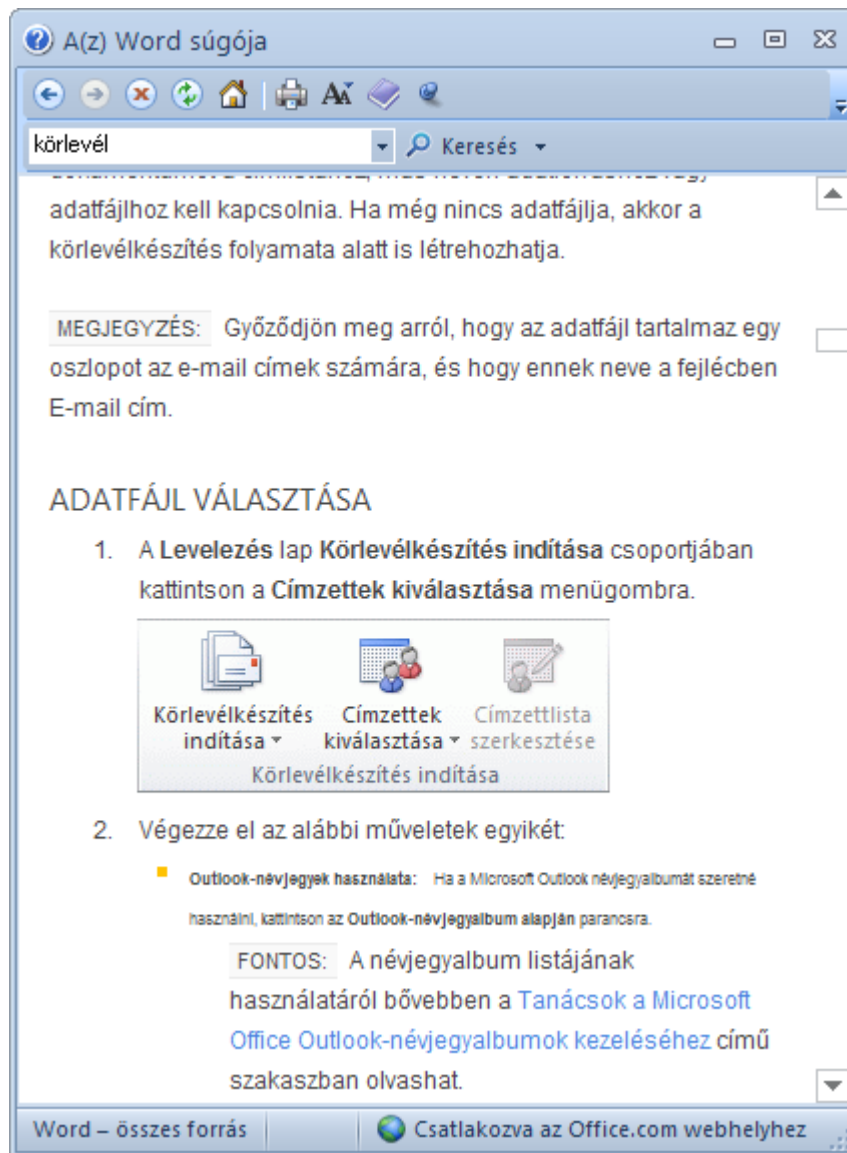 A(z) Word súgója
körlevél
Keresés
adatfájlhoz kell kapcsolnia. Ha még nincs adatfájlja, akkor a
körlevélkészítés folyamata alatt is létrehozhatja.
MEGJEGYZÉS: Győződjön meg arról, hogy az adatfájl tartalmaz egy
oszlopot az e-mail címek számára, és hogy ennek neve a fejlécben
E-mail cím.
ADATFÁJL VÁLASZTÁSA
1. A Levelezés lap Körlevélkészítés indítása csoportjában
kattintson a Címzettek kiválasztása menügombra.
Körlevélkészítés Címzettek Címzettlista
indítása kiválasztása szerkesztése
Körlevélkészítés indítása
2. Végezze el az alábbi műveletek egyikét:
Outlook-névjegyek használata: Ha a Microsoft Outlook névjegyalbumát szeretné
használni, kattintson az Outlook-névjegyalbum alapján parancsra.
FONTOS: A névjegyalbum listájának
használatáról bővebben a Tanácsok a Microsoft
Office Outlook-névjegyalbumok kezeléséhez című
szakaszban olvashat.
Word – összes forrás Csatlakozva az Office.com webhelyhez